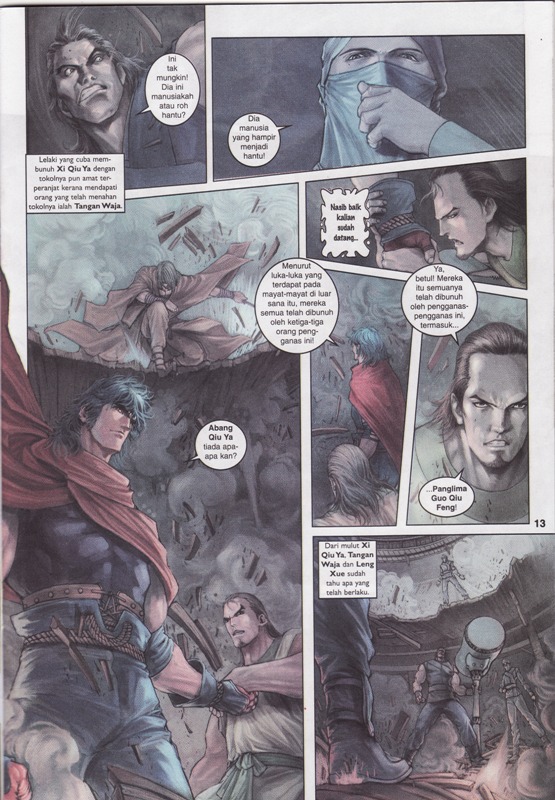 Ini
tak
mungkin!
Dia ini
manusiakah
atau roh
hantu?
Lelaki yang cuba mem-
bunuh Xi Qiu Ya dengan
tokolnya pun amat ter-
peranjat kerana mendapati
orang yang telah menahan
tokolnya ialah Tangan Waja.
Dia
manusia
yang hampir
menjadi
hantu!
Nasib baik
kalian
sudah
datang...
Menurut
luka-luka yang
terdapat pada
mayat-mayat di luar
sana itu, mereka
semua telah dibunuh
oleh ketiga-tiga
orang peng-
ganas ini!
Ya,
betul! Mereka
itu semuanya
telah dibunuh
oleh pengganas-
pengganas ini,
termasuk...
Abang
Qiu Ya
tiada apa-
apa kan?
...Panglima
Guo Qiu
Feng!
13
Dari mulut Xi
Qiu Ya, Tangan
Waja dan Leng
Xue sudah
tahu apa yang
telah berlaku.